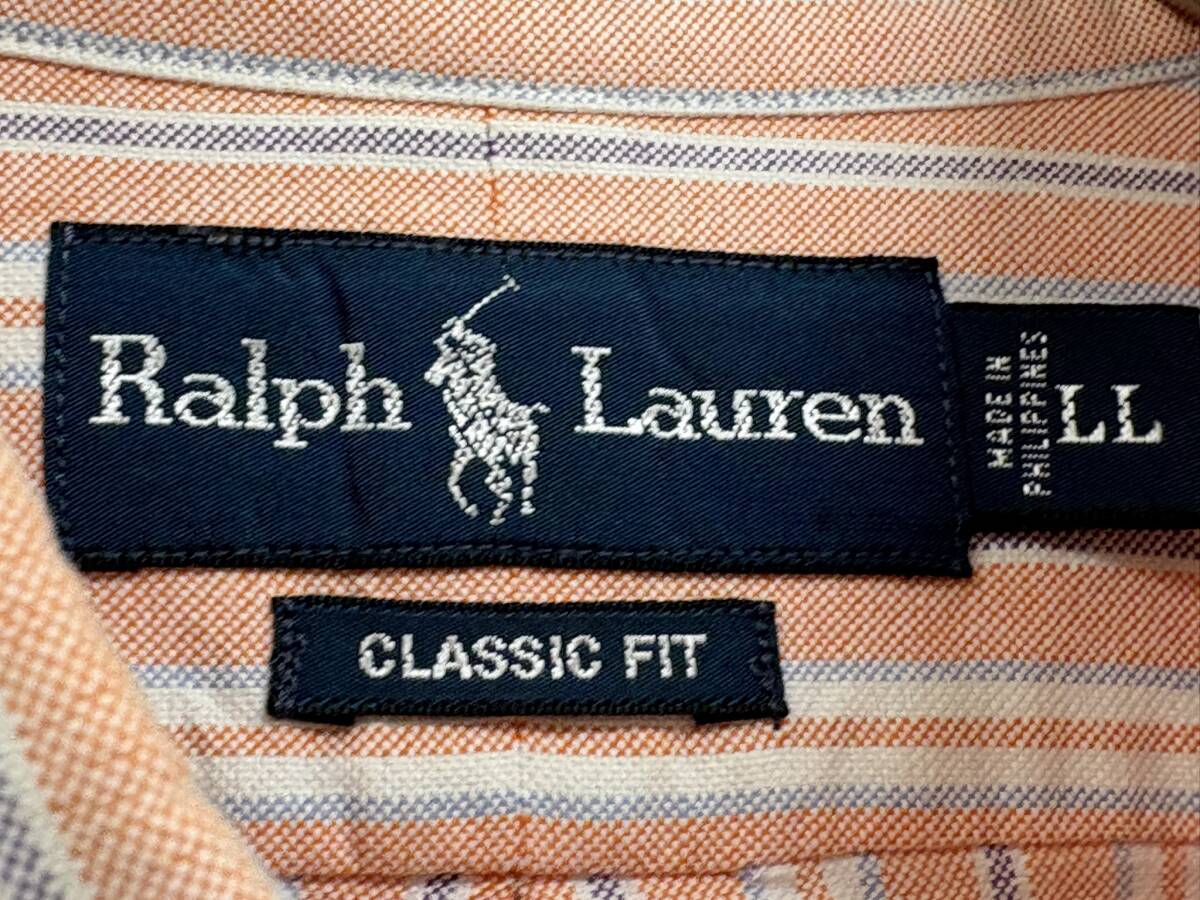 Ralph Lauren
MADE IN
PHILIPPINES
LL
CLASSIC FIT